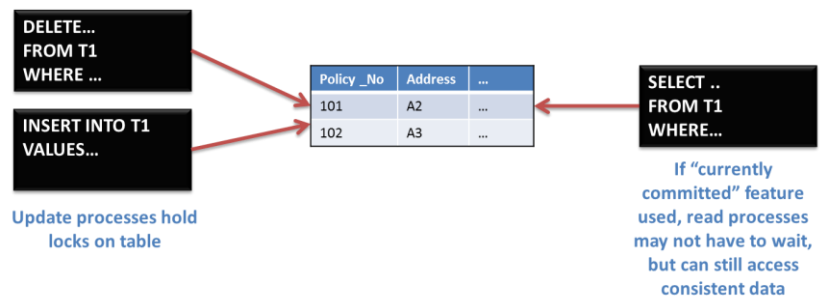 DELETE…
FROM T1
WHERE …
INSERT INTO T1
VALUES…
Update processes hold
locks on table
Policy _No Address ...
101 A2 ...
102 A3 ...
SELECT ..
FROM T1
WHERE…
If “currently
committed” feature
used, read processes
may not have to wait,
but can still access
consistent data